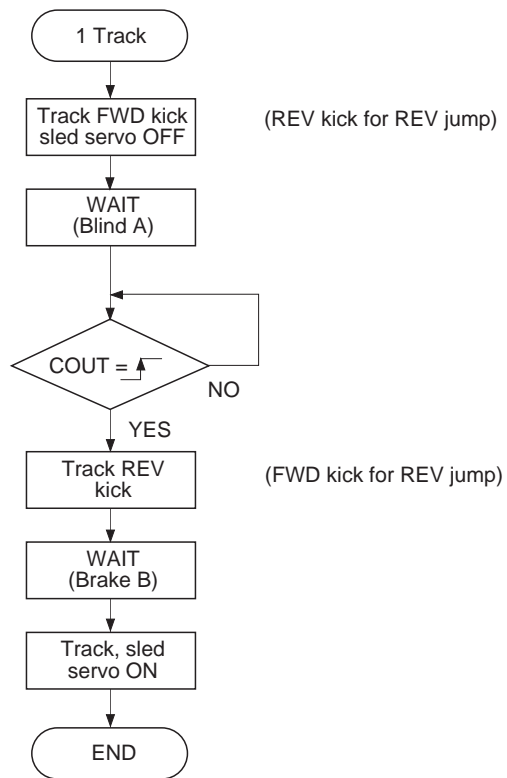 1 Track
Track FWD kick
sled servo OFF
(REV kick for REV jump)
WAIT
(Blind A)
COUT =
NO
YES
Track REV
kick
(FWD kick for REV jump)
WAIT
(Brake B)
Track, sled
servo ON
END